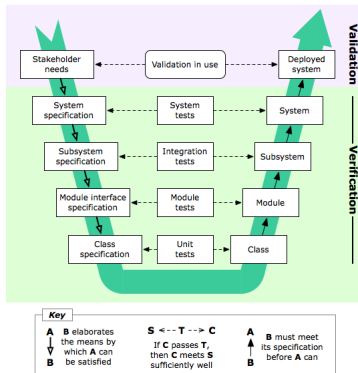 Stakeholder
needs
Validation in use
Deployed
system
Validation
System
specification
System
tests
System
Subsystem
specification
Integration
tests
Subsystem
Module interface
specification
Module
tests
Module
Class
specification
Unit
tests
Class
Verification
Key
A
B
B elaborates
the means by
which A can
be satisfied
S T C
If C passes T,
then C meets S
sufficiently well
A
B
B must meet
its specification
before A can